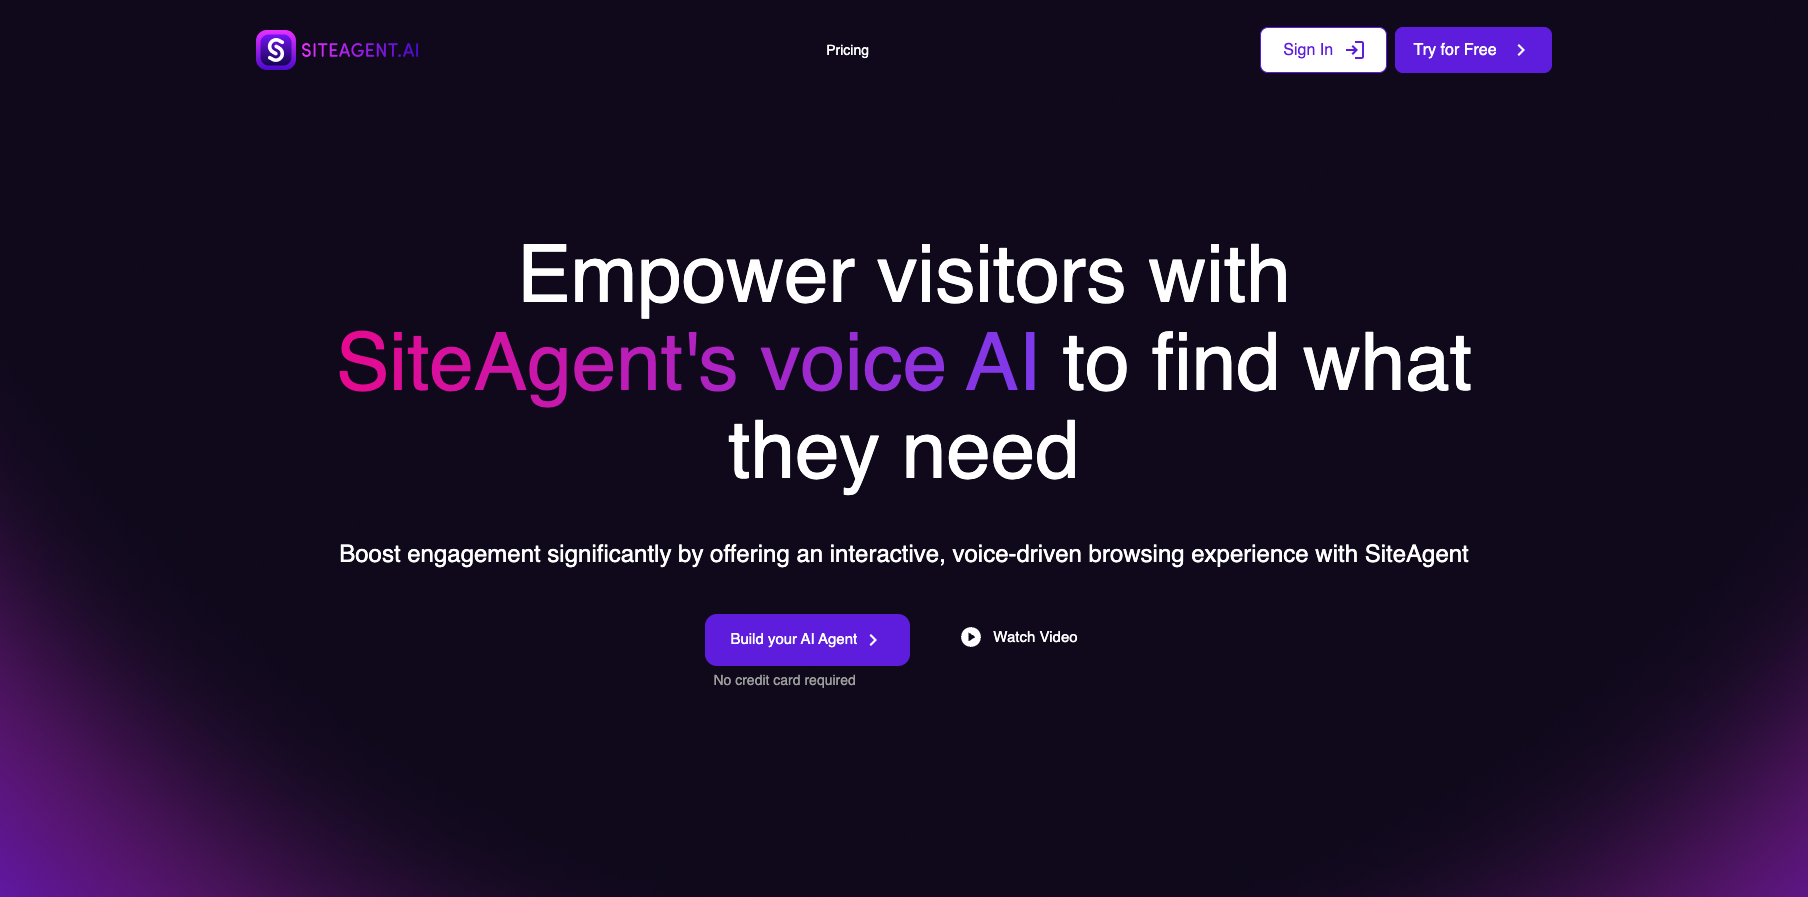 SITEAGENT.AI
Pricing
Sign In
Try for Free
Empower visitors with
SiteAgent's voice AI to find what
they need
Boost engagement significantly by offering an interactive, voice-driven browsing experience with SiteAgent
Build your AI Agent
Watch Video
No credit card required